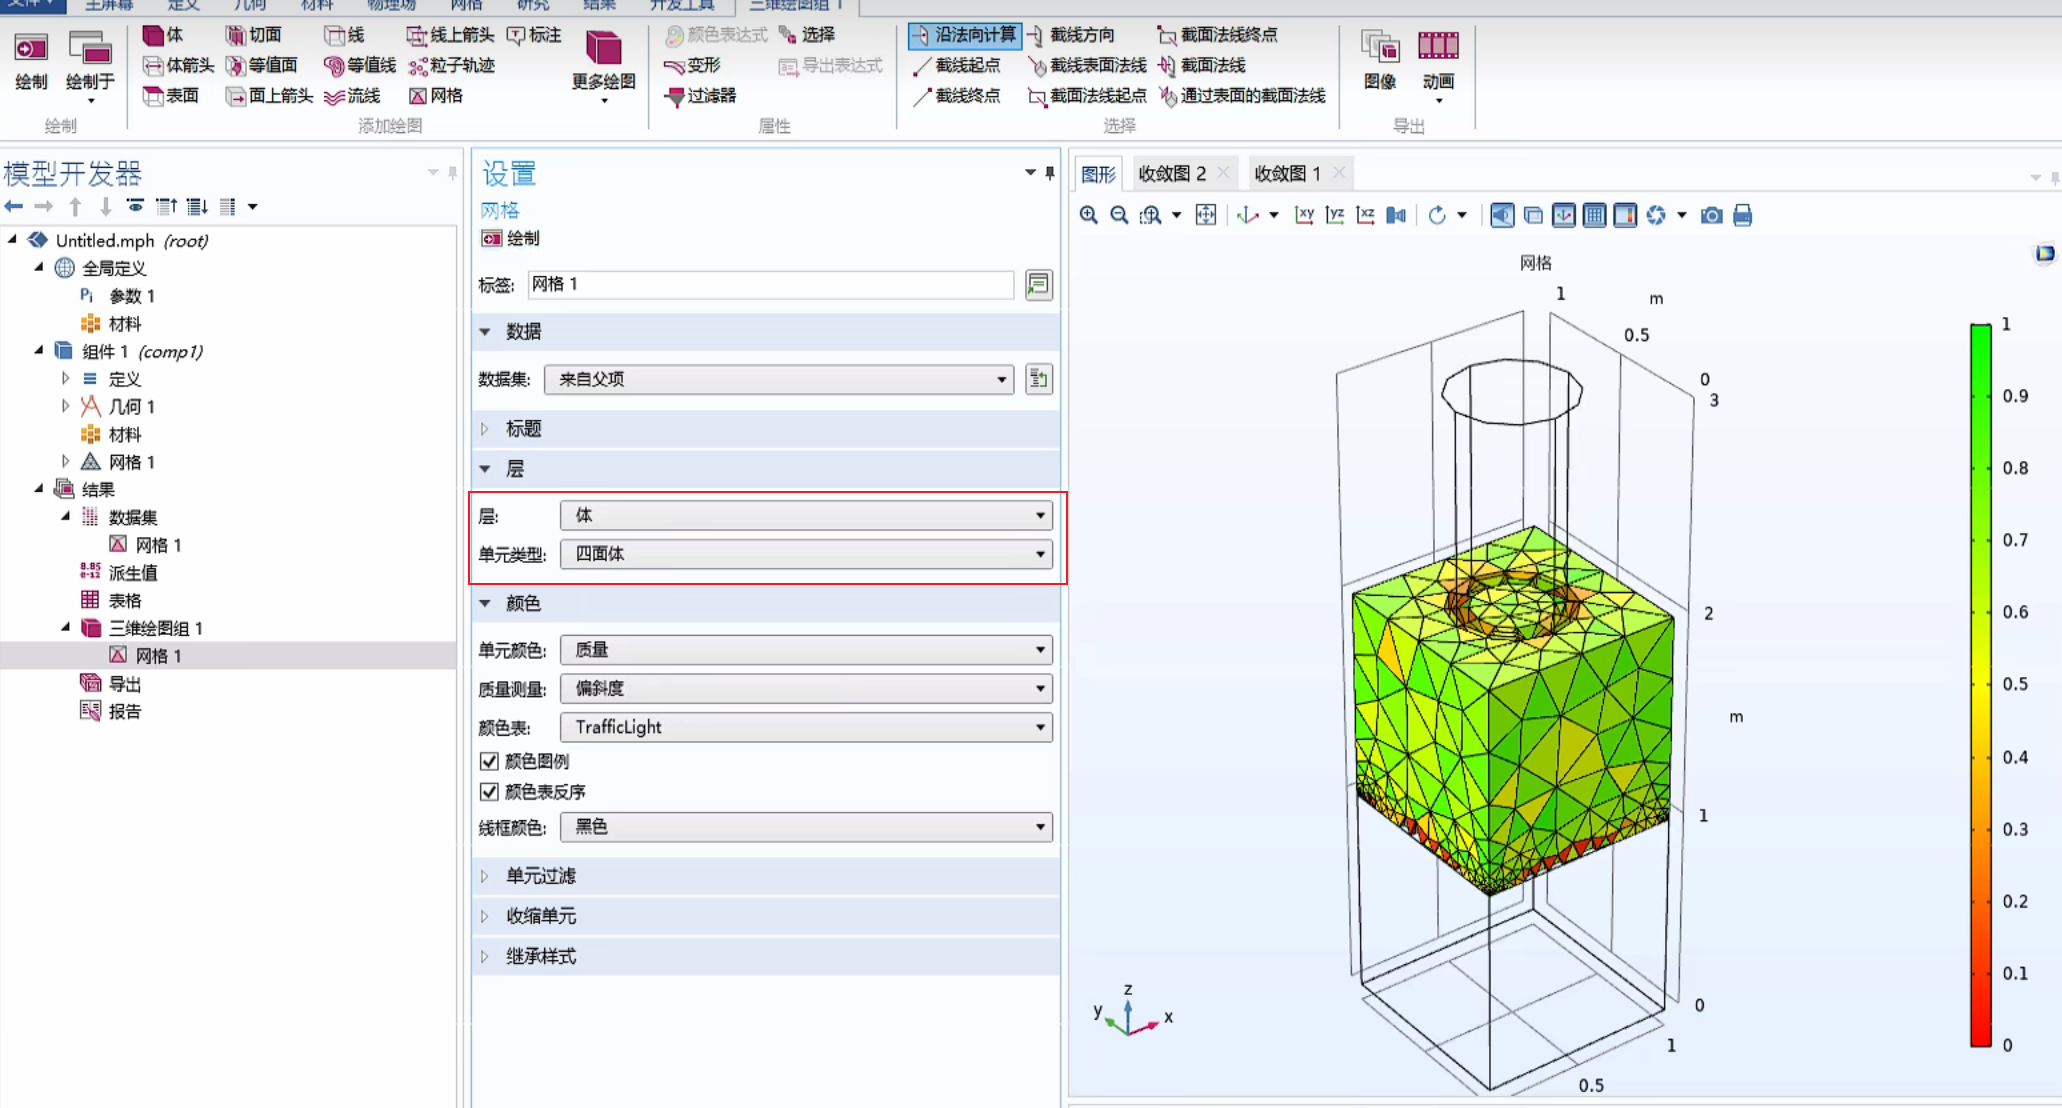 文件 主屏幕 定义 几何 材料 物理场 网格 研究 结果 开发工具 三维绘图组 1
体 切面 线 线上箭头 标注 颜色表达式 选择 沿法向计算 截线方向 截面法线终点
绘制 绘制于 体箭头 等值面 等值线 粒子轨迹 更多绘图 变形 导出表达式 截线起点 截线表面法线 截面法线 图像 动画
表面 面上箭头 流线 网格 过滤器 截线终点 截面法线起点 通过表面的截面法线
绘制 添加绘图 属性 选择 导出
模型开发器
Untitled.mph (root)
全局定义
Pi 参数 1
材料
组件 1 (comp1)
定义
几何 1
材料
网格 1
结果
数据集
网格 1
8.85
e-12
派生值
表格
三维绘图组 1
网格 1
导出
报告
设置
网格
绘制
标签: 网格 1
数据
数据集: 来自父项
标题
层
层: 体
单元类型: 四面体
颜色
单元颜色: 质量
质量测量: 偏斜度
颜色表: TrafficLight
颜色图例
颜色表反序
线框颜色: 黑色
单元过滤
收缩单元
继承样式
图形 收敛图 2 收敛图 1
xy yz xz
网格
1
m
0.5
0
3
2
m
1
0
1
0.5
z
y
x
1
0.9
0.8
0.7
0.6
0.5
0.4
0.3
0.2
0.1
0